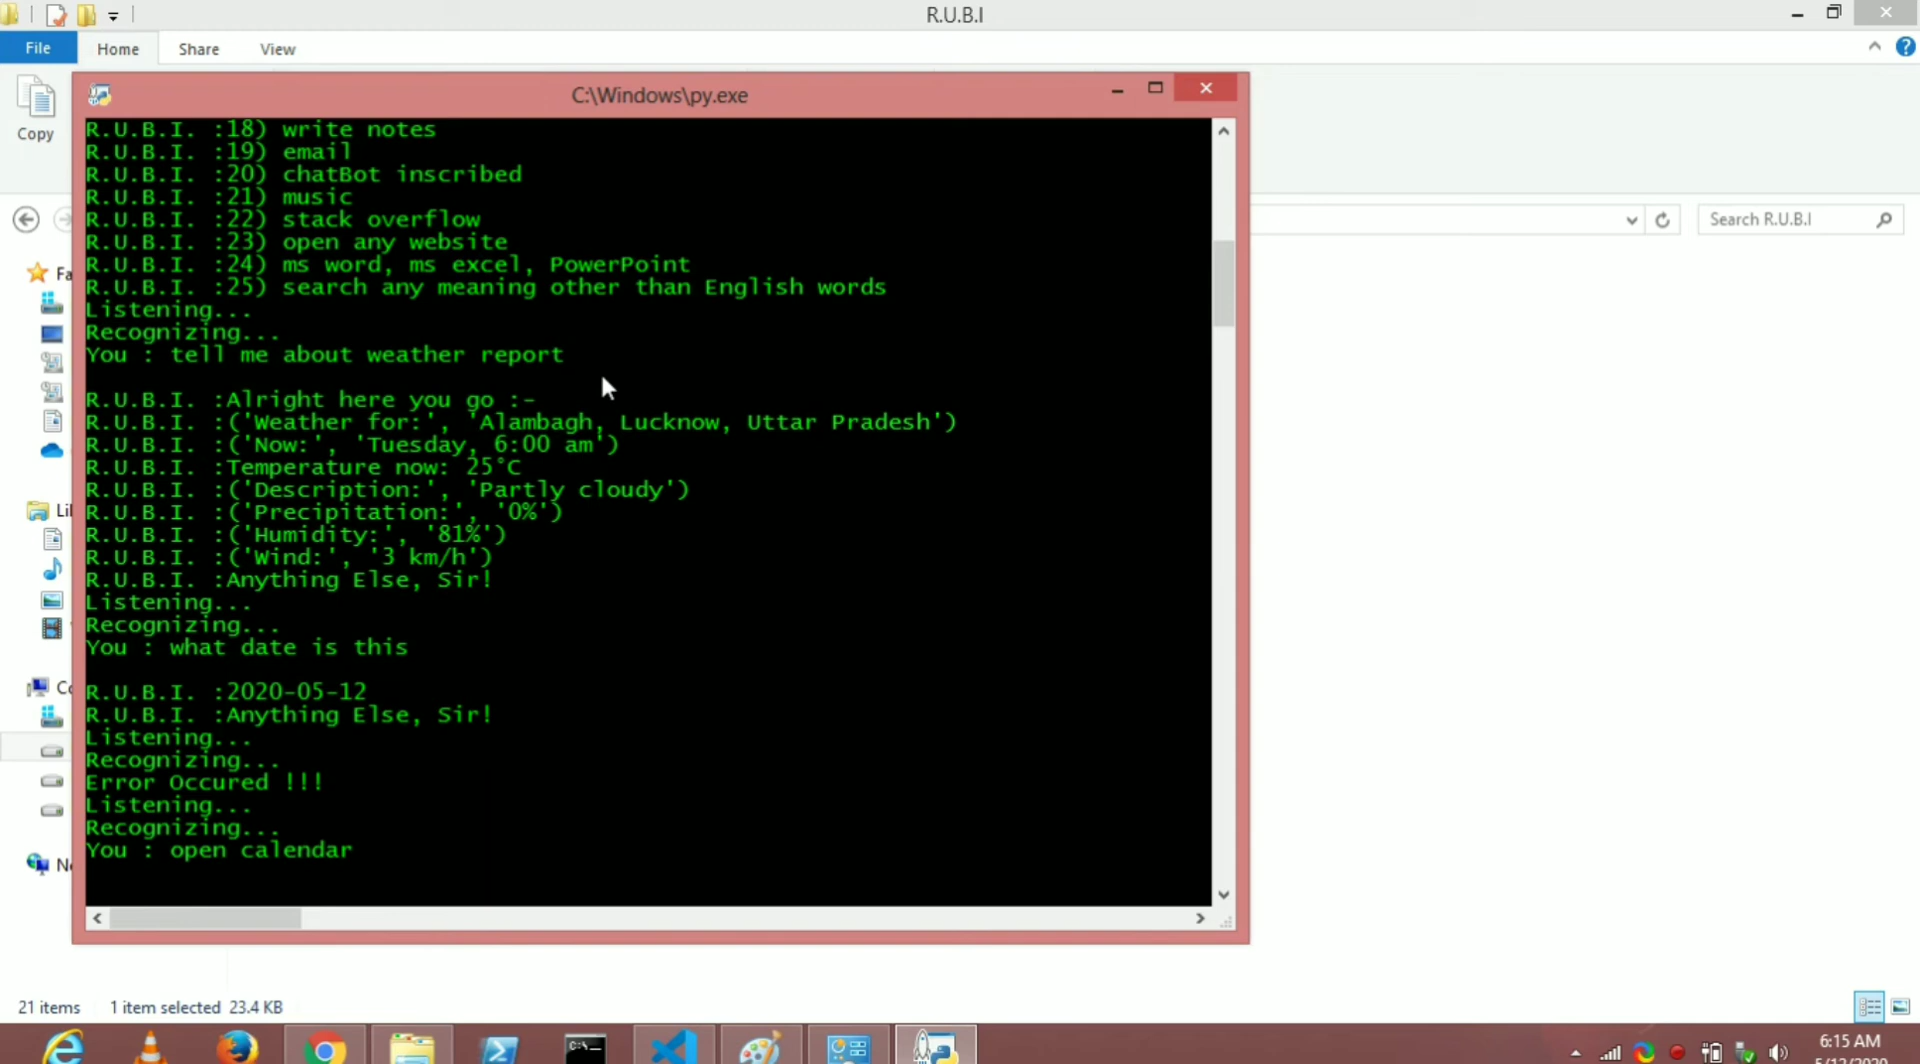 R.U.B.I
File Home Share View
Copy
C:\Windows\py.exe
Search R.U.B.I
R.U.B.I. :18) write notes
R.U.B.I. :19) email
R.U.B.I. :20) chatBot inscribed
R.U.B.I. :21) music
R.U.B.I. :22) stack overflow
R.U.B.I. :23) open any website
R.U.B.I. :24) ms word, ms excel, PowerPoint
R.U.B.I. :25) search any meaning other than English words
Listening...
Recognizing...
You : tell me about weather report
R.U.B.I. :Alright here you go :-
R.U.B.I. :('Weather for:', 'Alambagh, Lucknow, Uttar Pradesh')
R.U.B.I. :('Now:', 'Tuesday, 6:00 am')
R.U.B.I. :Temperature now: 25°C
R.U.B.I. :('Description:', 'Partly cloudy')
R.U.B.I. :('Precipitation:', '0%')
R.U.B.I. :('Humidity:', '81%')
R.U.B.I. :('Wind:', '3 km/h')
R.U.B.I. :Anything Else, Sir!
Listening...
Recognizing...
You : what date is this
R.U.B.I. :2020-05-12
R.U.B.I. :Anything Else, Sir!
Listening...
Recognizing...
Error Occured !!!
Listening...
Recognizing...
You : open calendar
21 items 1 item selected 23.4 KB
6:15 AM